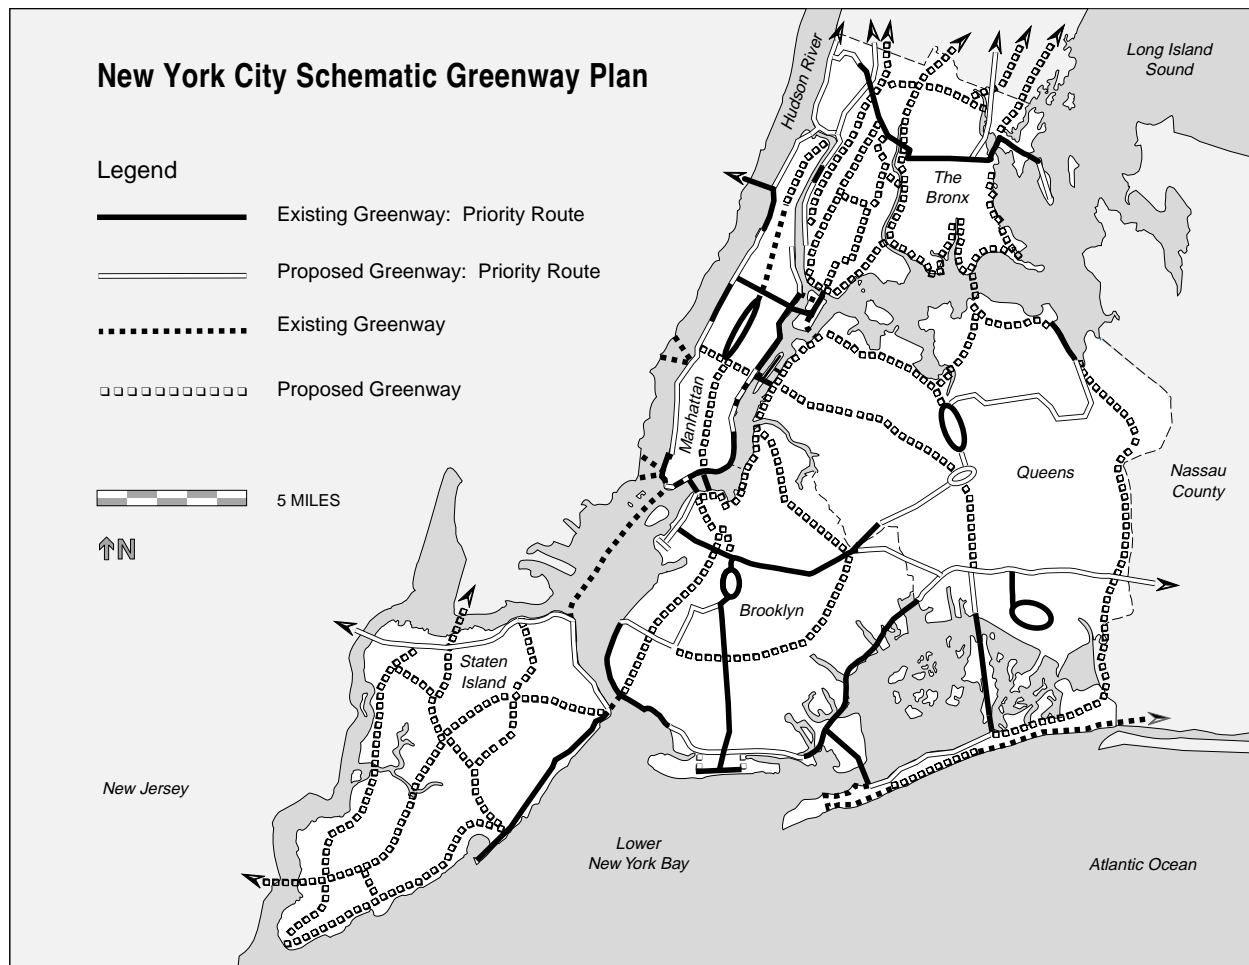 New York City Schematic Greenway Plan
Legend
Existing Greenway: Priority Route
Proposed Greenway: Priority Route
Existing Greenway
Proposed Greenway
5 MILES
N
Hudson River
Long Island
Sound
The
Bronx
Manhattan
Queens
Nassau
County
Brooklyn
Staten
Island
New Jersey
Lower
New York Bay
Atlantic Ocean